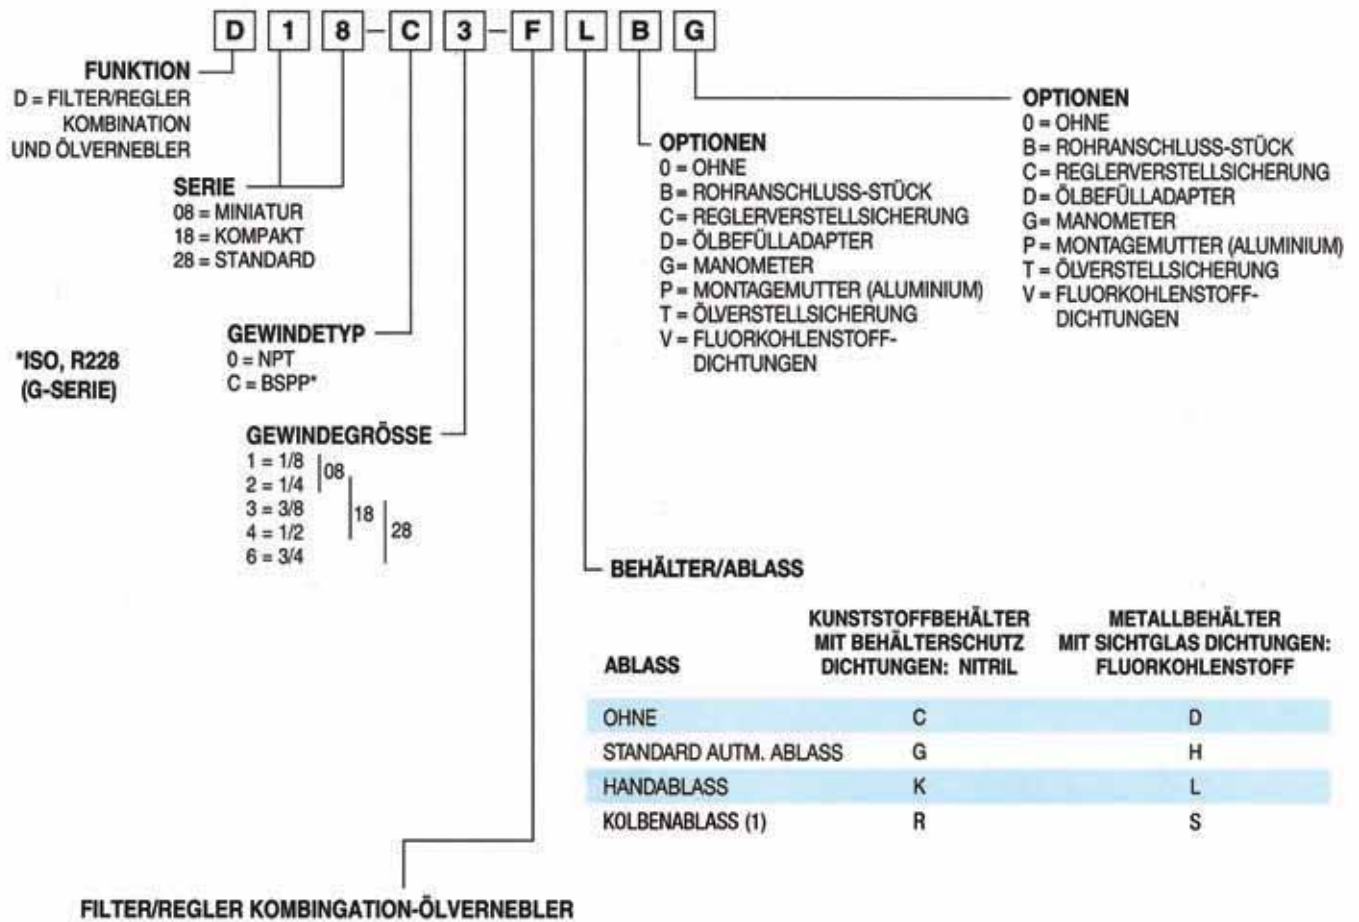 D 1 8 - C 3 - F L B G
FUNKTION
D = FILTER/REGLER
KOMBINATION
UND ÖLVERNEBLER
SERIE
08 = MINIATUR
18 = KOMPAKT
28 = STANDARD
*ISO, R228
(G-SERIE)
GEWINDETYP
0 = NPT
C = BSPP*
GEWINDEGRÖSSE
1 = 1/8
2 = 1/4
3 = 3/8
4 = 1/2
6 = 3/4
08
18
28
OPTIONEN
0 = OHNE
B = ROHRANSCHLUSS-STÜCK
C = REGLERVERSTELLSICHERUNG
D = ÖLBEFÜLLADAPTER
G = MANOMETER
P = MONTAGEMUTTER (ALUMINIUM)
T = ÖLVERSTELLSICHERUNG
V = FLUORKOHLENSTOFF-
DICHTUNGEN
OPTIONEN
0 = OHNE
B = ROHRANSCHLUSS-STÜCK
C = REGLERVERSTELLSICHERUNG
D = ÖLBEFÜLLADAPTER
G = MANOMETER
P = MONTAGEMUTTER (ALUMINIUM)
T = ÖLVERSTELLSICHERUNG
V = FLUORKOHLENSTOFF-
DICHTUNGEN
BEHÄLTER/ABLASS
ABLASS
KUNSTSTOFFBEHÄLTER
MIT BEHÄLTERSCHUTZ
DICHTUNGEN: NITRIL
METALLBEHÄLTER
MIT SICHTGLAS DICHTUNGEN:
FLUORKOHLENSTOFF
OHNE C D
STANDARD AUTM. ABLASS G H
HANDABLASS K L
KOLBENABLASS (1) R S
FILTER/REGLER KOMBINGATION-ÖLVERNEBLER